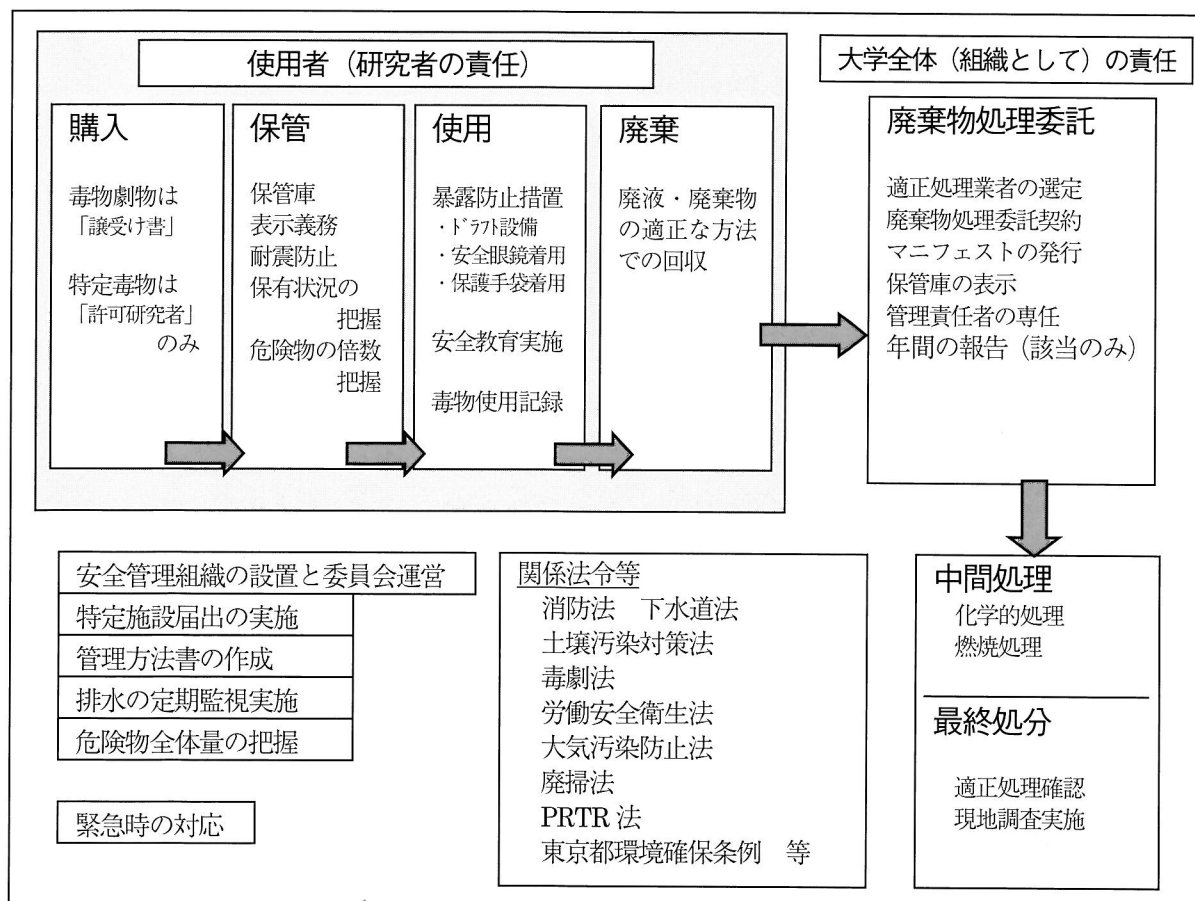 使用者（研究者の責任）
購入
毒物劇物は
「譲受け書」
特定毒物は
「許可研究者」
のみ
保管
保管庫
表示義務
耐震防止
保有状況の
把握
危険物の倍数
把握
使用
暴露防止措置
・ﾄﾞﾗﾌﾄ設備
・安全眼鏡着用
・保護手袋着用
安全教育実施
毒物使用記録
廃棄
廃液・廃棄物
の適正な方法
での回収
大学全体（組織として）の責任
廃棄物処理委託
適正処理業者の選定
廃棄物処理委託契約
マニフェストの発行
保管庫の表示
管理責任者の専任
年間の報告（該当のみ）
安全管理組織の設置と委員会運営
特定施設届出の実施
管理方法書の作成
排水の定期監視実施
危険物全体量の把握
緊急時の対応
関係法令等
消防法　下水道法
土壌汚染対策法
毒劇法
労働安全衛生法
大気汚染防止法
廃掃法
PRTR 法
東京都環境確保条例　等
中間処理
化学的処理
燃焼処理
最終処分
適正処理確認
現地調査実施